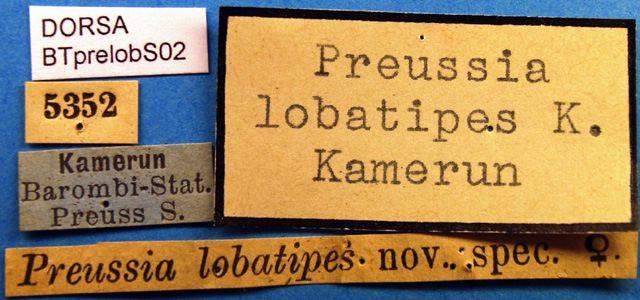 DORSA
BTprelobS02
5352
Kamerun
Barombi-Stat.
Preuss S.
Preussia
lobatipes K.
Kamerun
Preussia lobatipes. nov. spec. ♀.